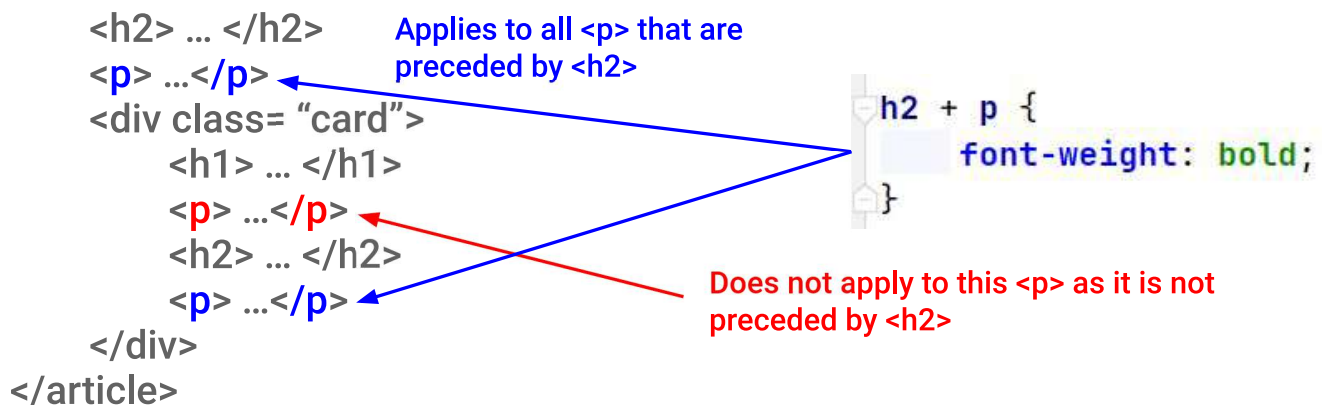 <h2> … </h2>
<p> …</p>
<div class= “card”>
<h1> … </h1>
<p> …</p>
<h2> … </h2>
<p> …</p>
</div>
</article>
Applies to all <p> that are
preceded by <h2>
h2 + p {
font-weight: bold;
}
Does not apply to this <p> as it is not
preceded by <h2>